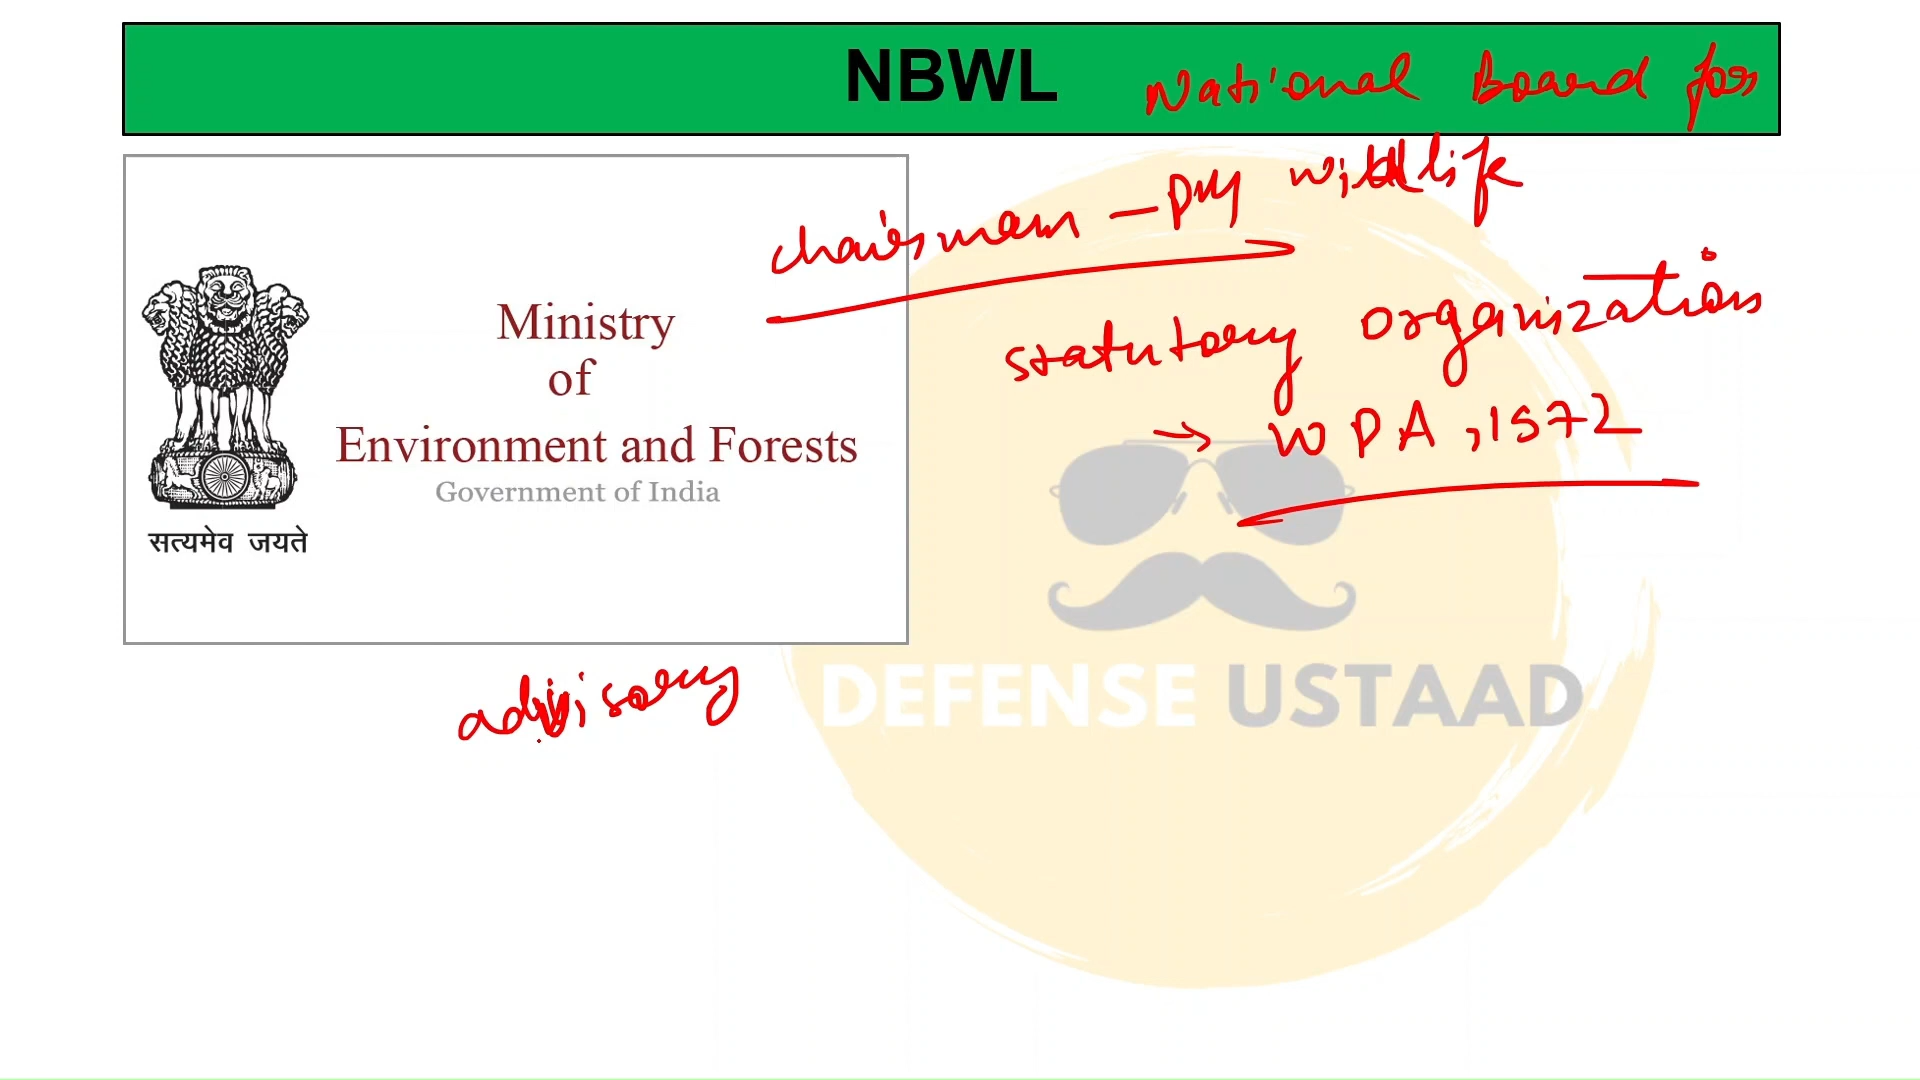 NBWL National Board for
wildlife
chairman - PM
statutory organization
→ WPA, 1972
Ministry
of
Environment and Forests
Government of India
सत्यमेव जयते
advisory
DEFENSE USTAAD